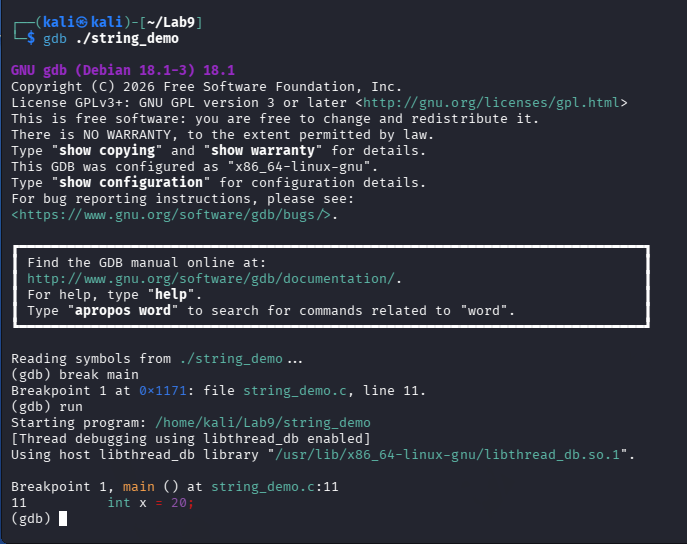 ┌──(kali㉿kali)-[~/Lab9]
└─$ gdb ./string_demo
GNU gdb (Debian 18.1-3) 18.1
Copyright (C) 2026 Free Software Foundation, Inc.
License GPLv3+: GNU GPL version 3 or later <http://gnu.org/licenses/gpl.html>
This is free software: you are free to change and redistribute it.
There is NO WARRANTY, to the extent permitted by law.
Type "show copying" and "show warranty" for details.
This GDB was configured as "x86_64-linux-gnu".
Type "show configuration" for configuration details.
For bug reporting instructions, please see:
<https://www.gnu.org/software/gdb/bugs/>.
Find the GDB manual online at:
http://www.gnu.org/software/gdb/documentation/.
For help, type "help".
Type "apropos word" to search for commands related to "word".
Reading symbols from ./string_demo...
(gdb) break main
Breakpoint 1 at 0x1171: file string_demo.c, line 11.
(gdb) run
Starting program: /home/kali/Lab9/string_demo
[Thread debugging using libthread_db enabled]
Using host libthread_db library "/usr/lib/x86_64-linux-gnu/libthread_db.so.1".
Breakpoint 1, main () at string_demo.c:11
11          int x = 20;
(gdb)